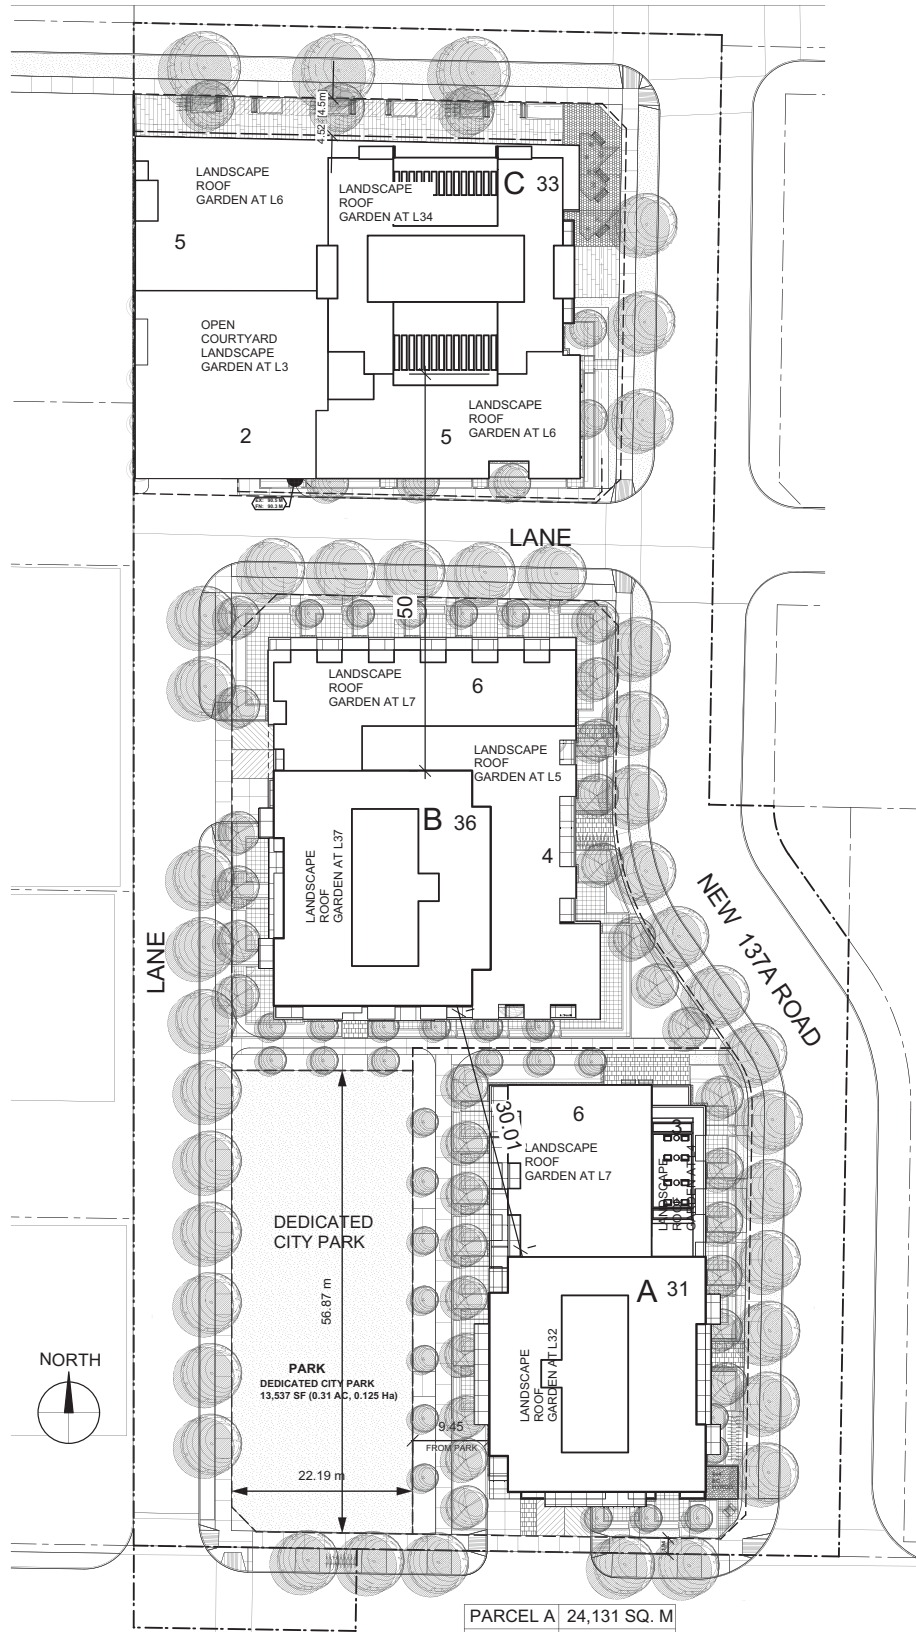 4.52 [4.5m]
LANDSCAPE
ROOF
GARDEN AT L6
5
LANDSCAPE
ROOF
GARDEN AT L34
C 33
OPEN
COURTYARD
LANDSCAPE
GARDEN AT L3
2
LANDSCAPE
ROOF
GARDEN AT L6
5
LANE
50
LANDSCAPE
ROOF
GARDEN AT L7
6
LANDSCAPE
ROOF
GARDEN AT L5
B 36
4
LANDSCAPE
ROOF
GARDEN AT L37
LANE
NEW 137A ROAD
30.01
6
LANDSCAPE
ROOF
GARDEN AT L7
3
LANDSCAPE
ROOF
GARDEN AT L4
DEDICATED
CITY PARK
56.87 m
A 31
LANDSCAPE
ROOF
GARDEN AT L32
NORTH
PARK
DEDICATED CITY PARK
13,537 SF (0.31 AC, 0.125 Ha)
9.45
FROM PARK
22.19 m
PARCEL A 24,131 SQ. M